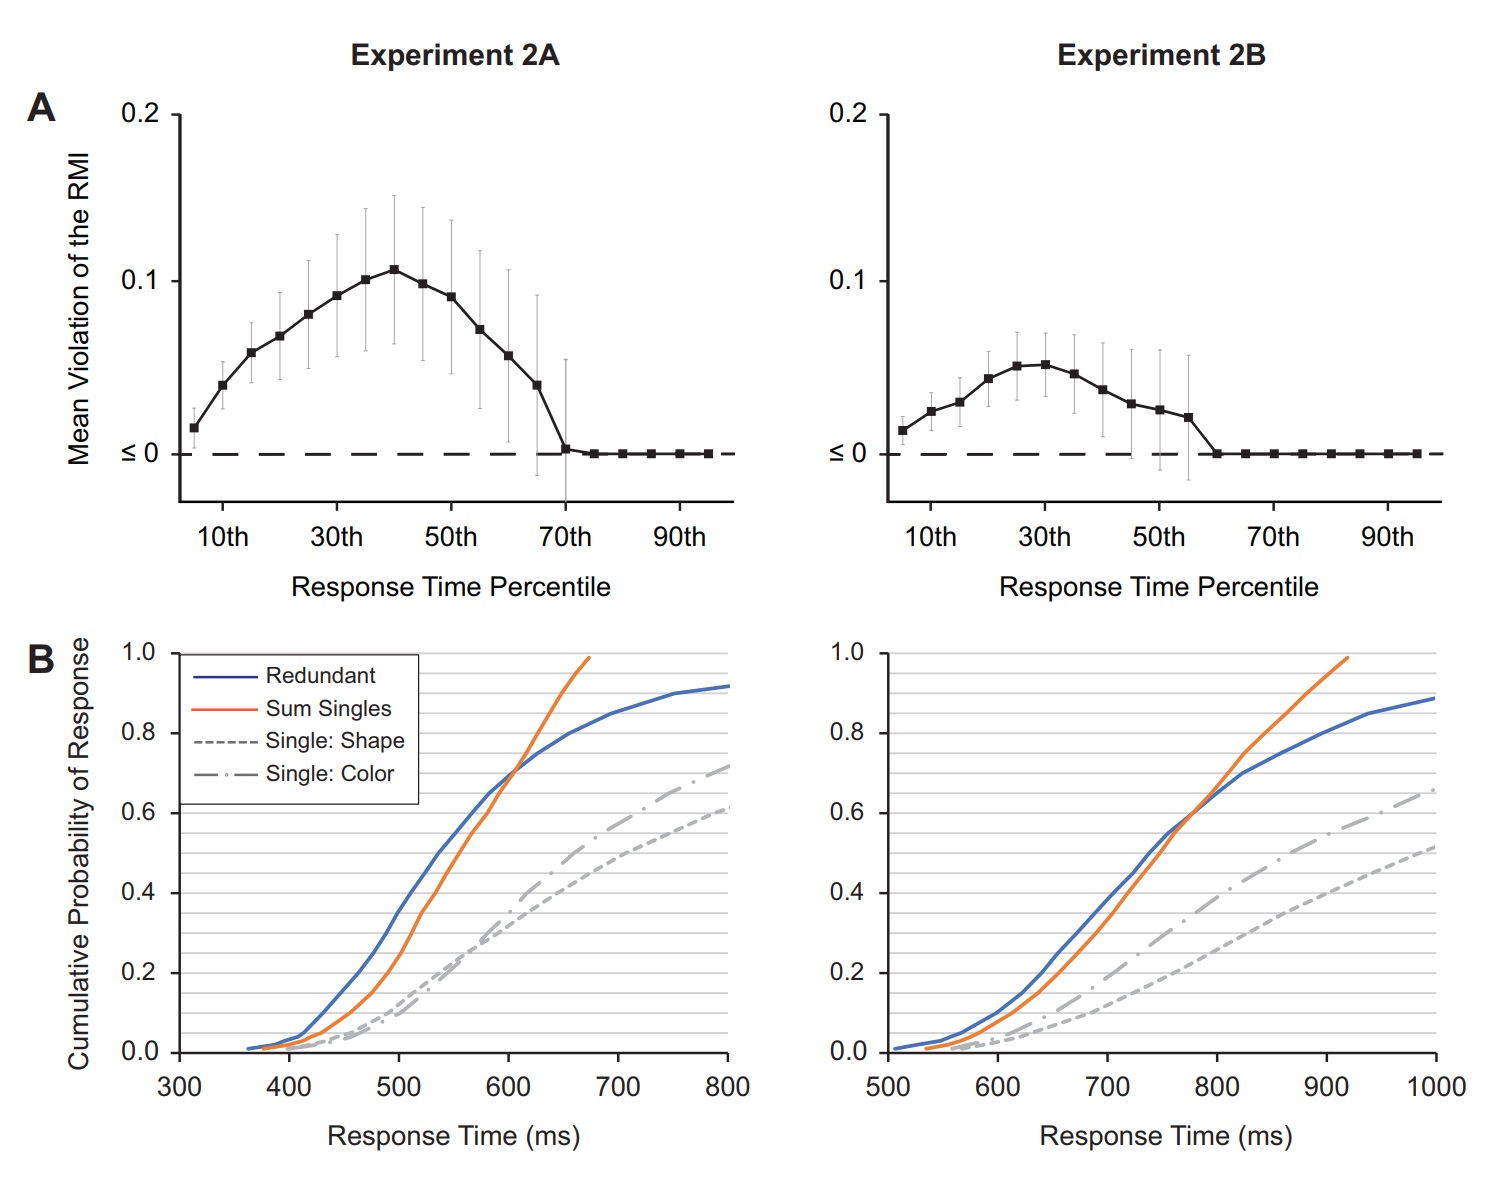 Experiment 2A
Experiment 2B
A
Mean Violation of the RMI
0.2
0.1
≤ 0
10th 30th 50th 70th 90th
Response Time Percentile
0.2
0.1
≤ 0
10th 30th 50th 70th 90th
Response Time Percentile
B
Cumulative Probability of Response
1.0
0.8
0.6
0.4
0.2
0.0
Redundant
Sum Singles
Single: Shape
Single: Color
300 400 500 600 700 800
Response Time (ms)
1.0
0.8
0.6
0.4
0.2
0.0
500 600 700 800 900 1000
Response Time (ms)